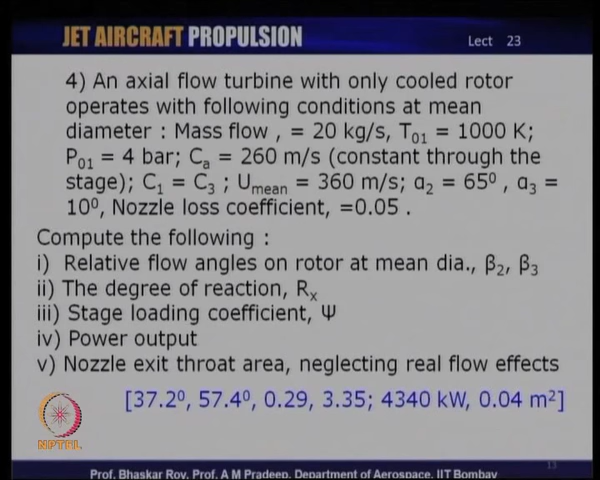 JET AIRCRAFT PROPULSION
Lect 23
4) An axial flow turbine with only cooled rotor
operates with following conditions at mean
diameter : Mass flow , = 20 kg/s, T₀₁ = 1000 K;
P₀₁ = 4 bar; Cₐ = 260 m/s (constant through the
stage); C₁ = C₃ ; Uₘₑₐₙ = 360 m/s; α₂ = 65⁰ , α₃ =
10⁰, Nozzle loss coefficient, =0.05 .
Compute the following :
i) Relative flow angles on rotor at mean dia., β₂, β₃
ii) The degree of reaction, Rₓ
iii) Stage loading coefficient, Ψ
iv) Power output
v) Nozzle exit throat area, neglecting real flow effects
[37.2⁰, 57.4⁰, 0.29, 3.35; 4340 kW, 0.04 m²]
NPTEL
13
Prof. Bhaskar Roy, Prof. A M Pradeep, Department of Aerospace, IIT Bombay